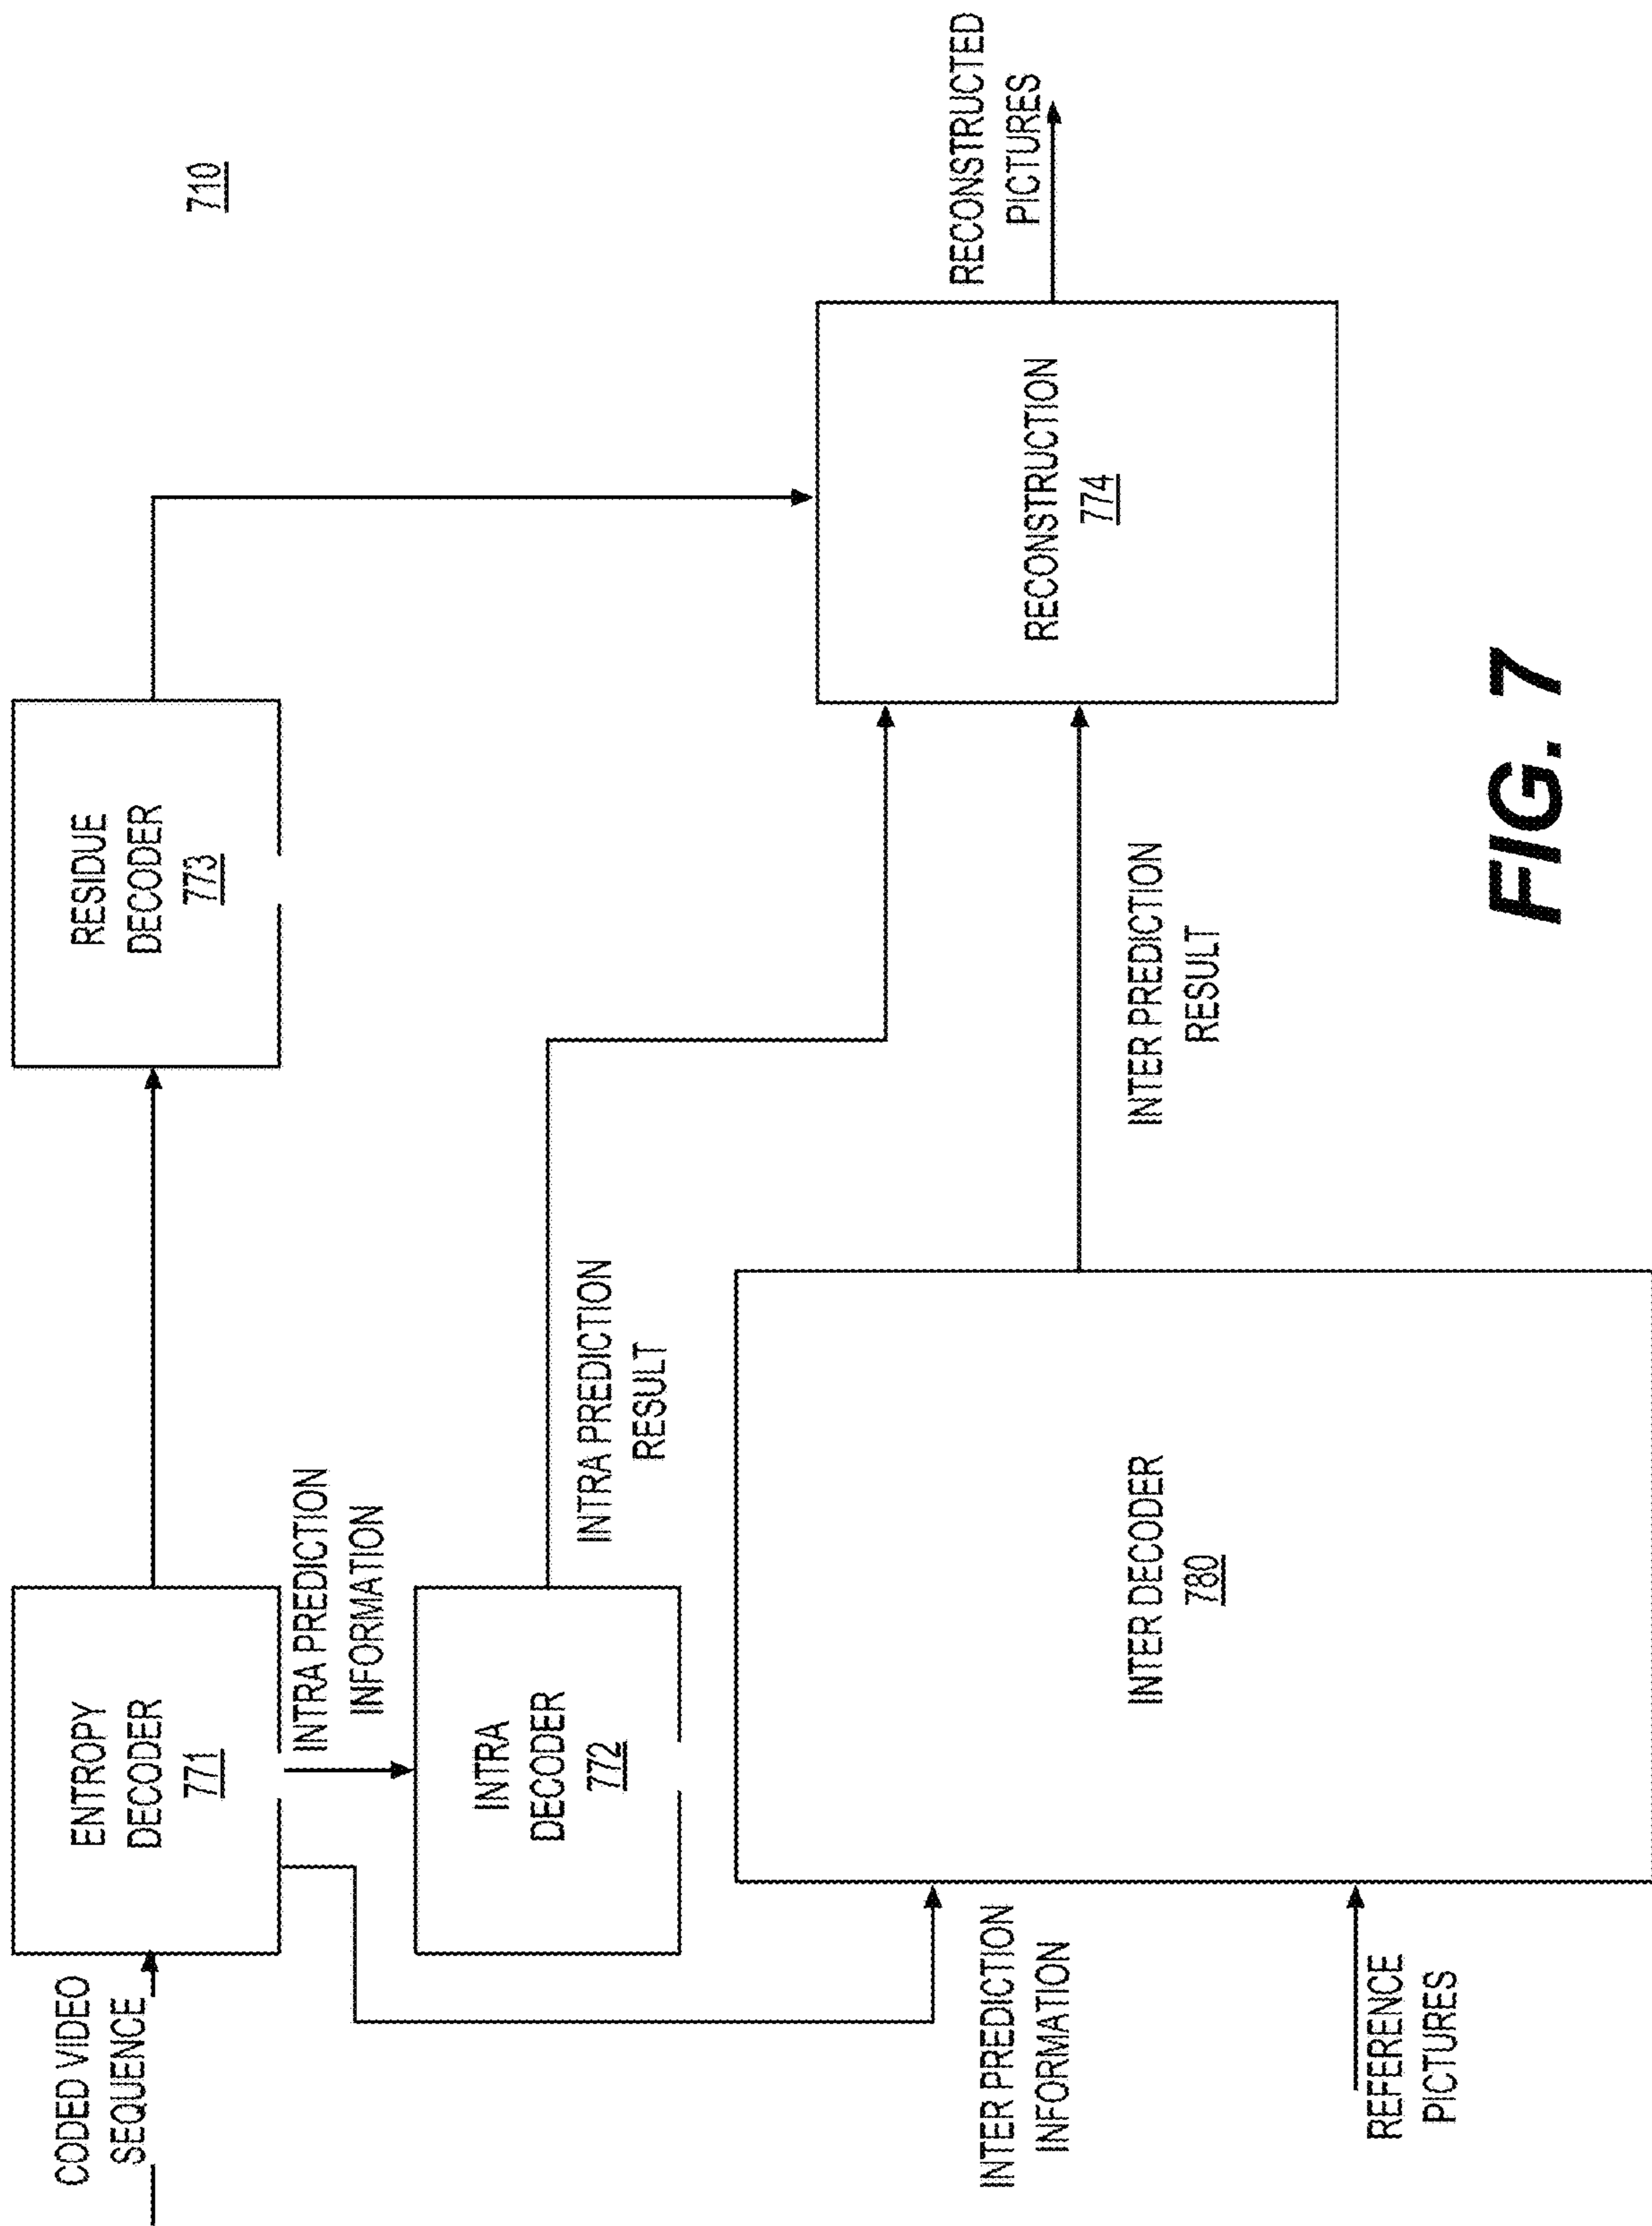 710
CODED VIDEO
SEQUENCE
ENTROPY
DECODER
771
RESIDUE
DECODER
773
INTRA PREDICTION
INFORMATION
INTRA
DECODER
772
INTRA PREDICTION
RESULT
INTER PREDICTION
INFORMATION
REFERENCE
PICTURES
INTER DECODER
780
INTER PREDICTION
RESULT
RECONSTRUCTION
774
RECONSTRUCTED
PICTURES
FIG. 7